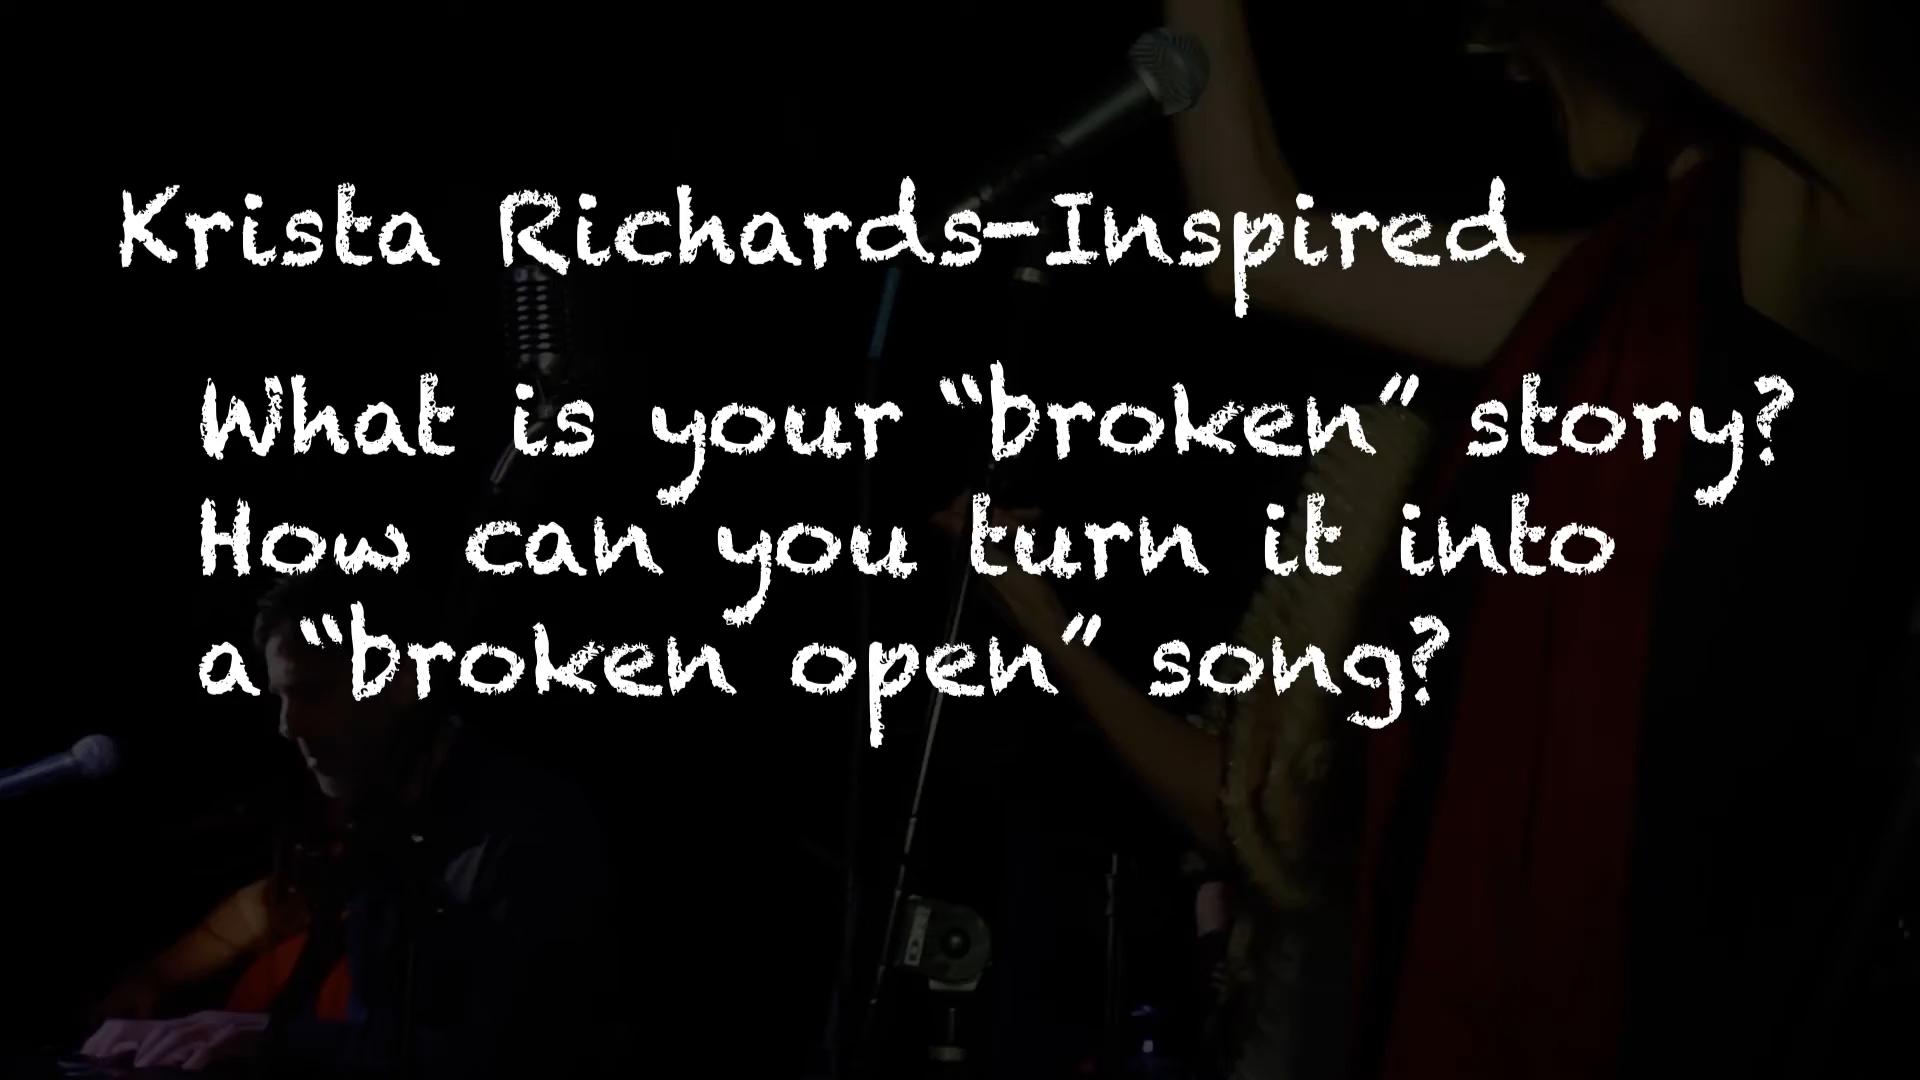 Krista Richards-Inspired
What is your “broken” story?
How can you turn it into
a “broken open” song?